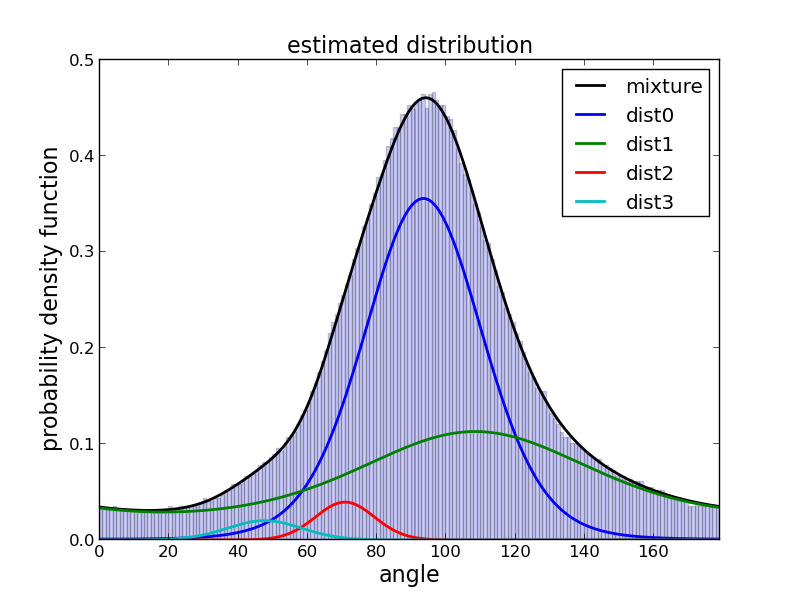 estimated distribution
probability density function
0.5
0.4
0.3
0.2
0.1
0.0
0 20 40 60 80 100 120 140 160
angle
mixture
dist0
dist1
dist2
dist3